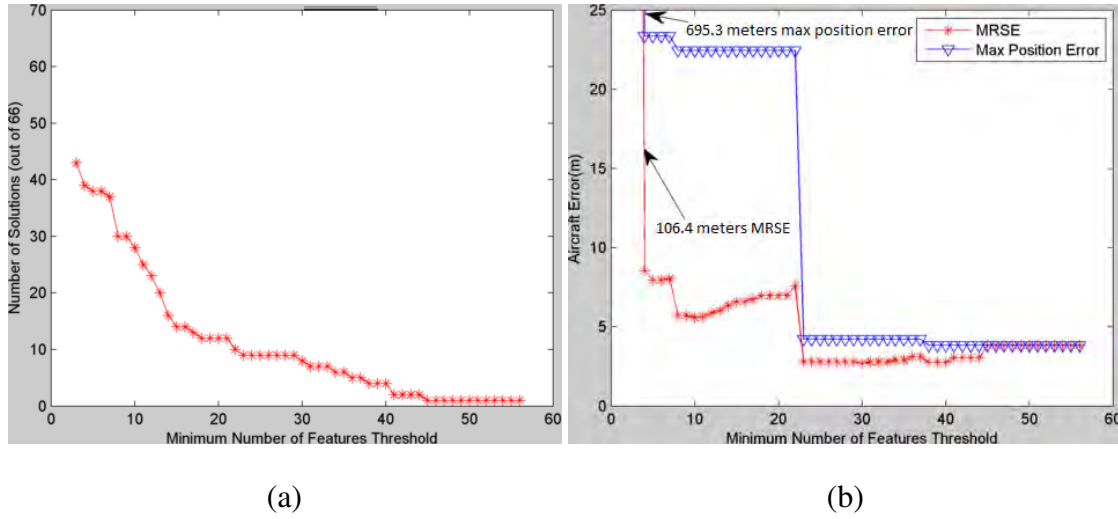 70
60
50
40
30
20
10
0
0 10 20 30 40 50 60
Number of Solutions (out of 66)
Minimum Number of Features Threshold
(a)
25
20
15
10
5
0
0 10 20 30 40 50 60
Aircraft Error(m)
Minimum Number of Features Threshold
695.3 meters max position error
106.4 meters MRSE
MRSE
Max Position Error
(b)